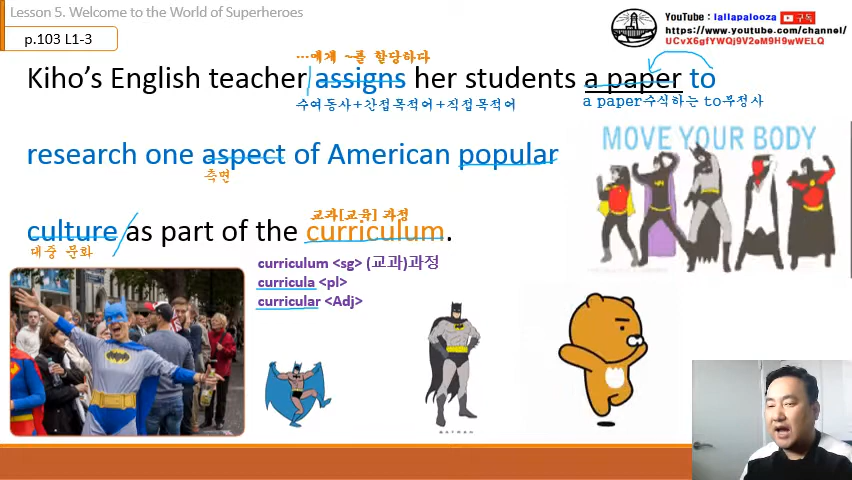 Lesson 5. Welcome to the World of Superheroes
p.103 L1-3
YouTube : lallapalooza 구독
https://www.youtube.com/channel/
UCvX6gfYWQj9V2eM9H9wWELQ
…에게 ~를 할당하다
Kiho's English teacher assigns her students a paper to
수여동사+간접목적어+직접목적어
a paper수식하는 to부정사
research one aspect of American popular
측면
MOVE YOUR BODY
교과[교육] 과정
culture as part of the curriculum.
대중 문화
curriculum <sg> (교과)과정
curricula <pl>
curricular <Adj>
BATMAN